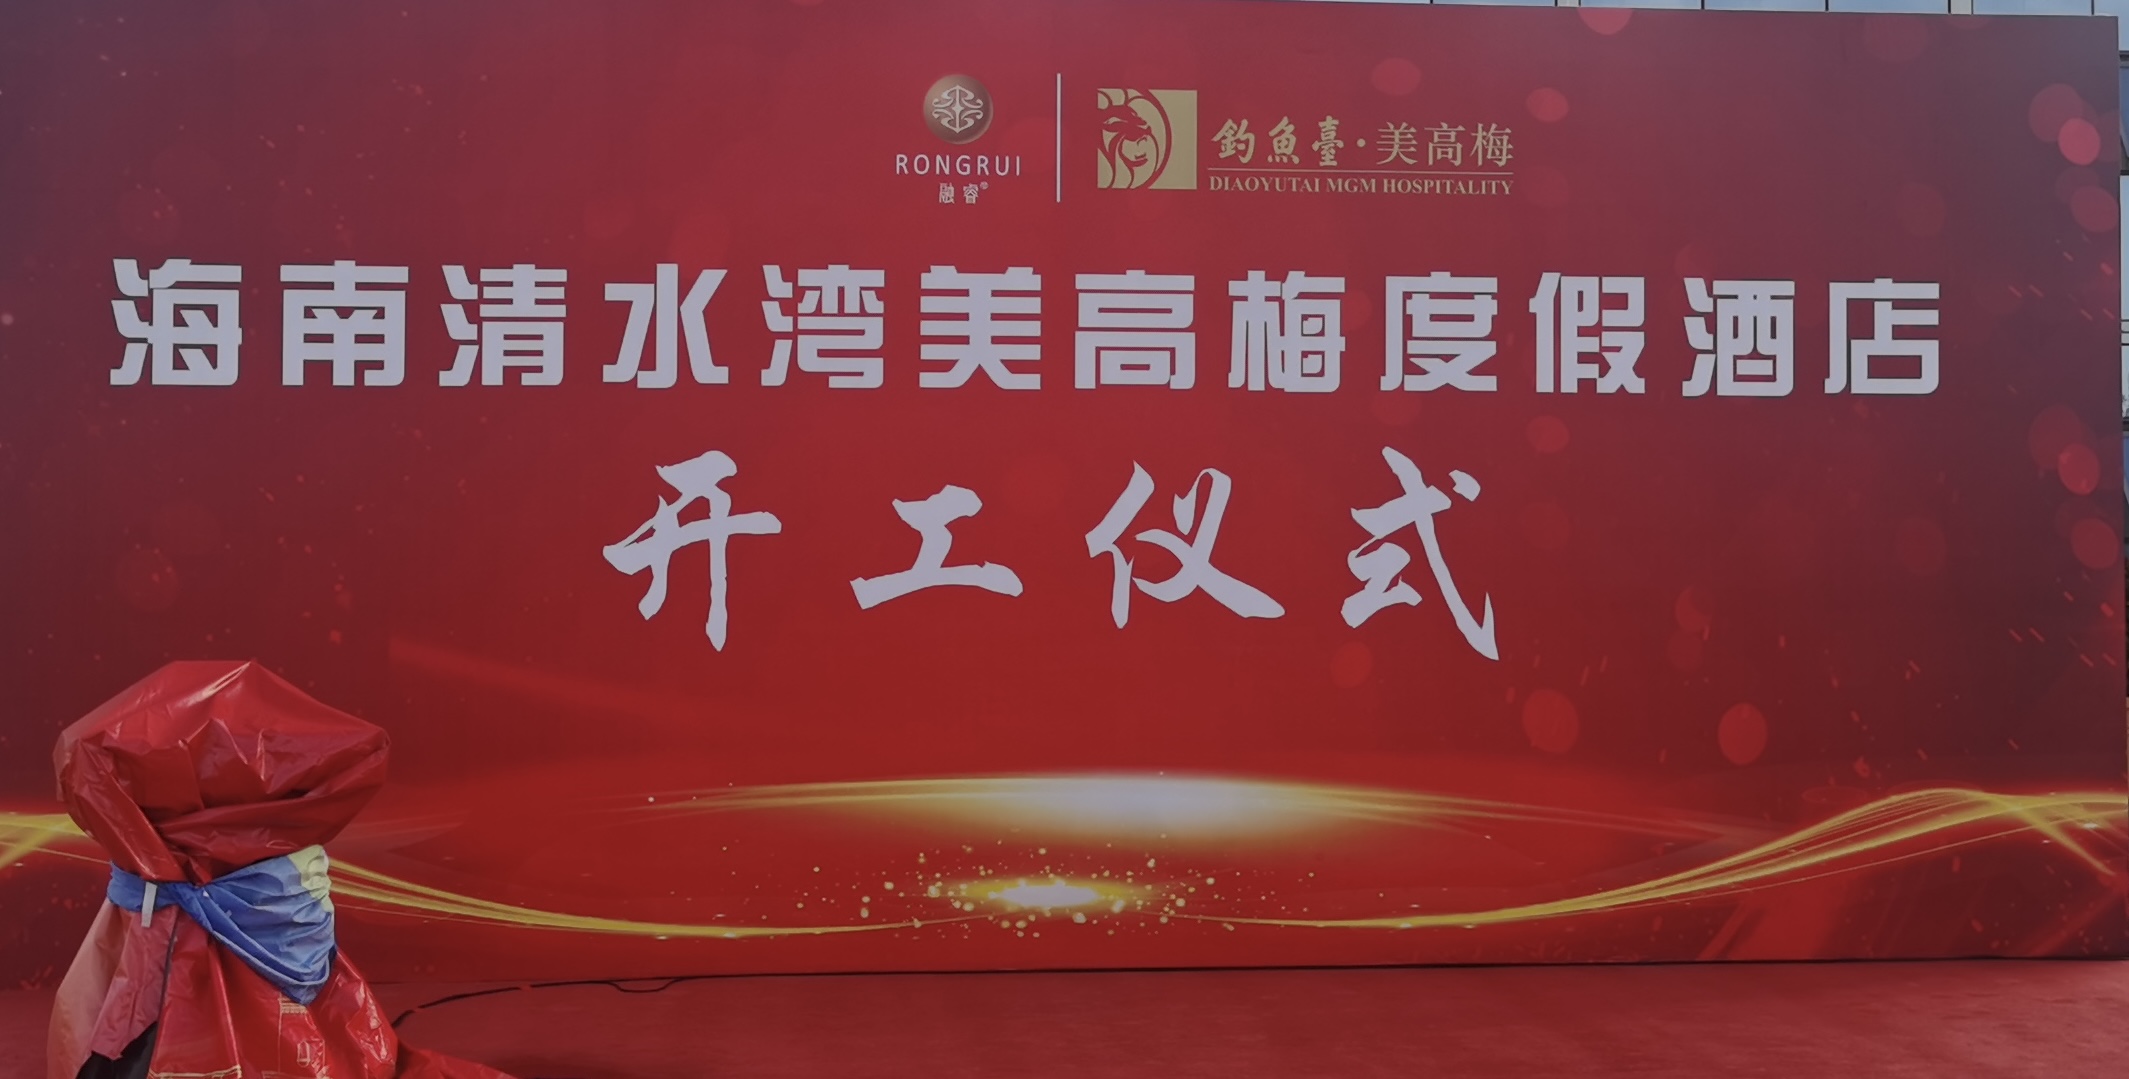 RONGRUI
融睿®
釣魚臺·美高梅
DIAOYUTAI MGM HOSPITALITY
海南清水湾美高梅度假酒店
开工仪式